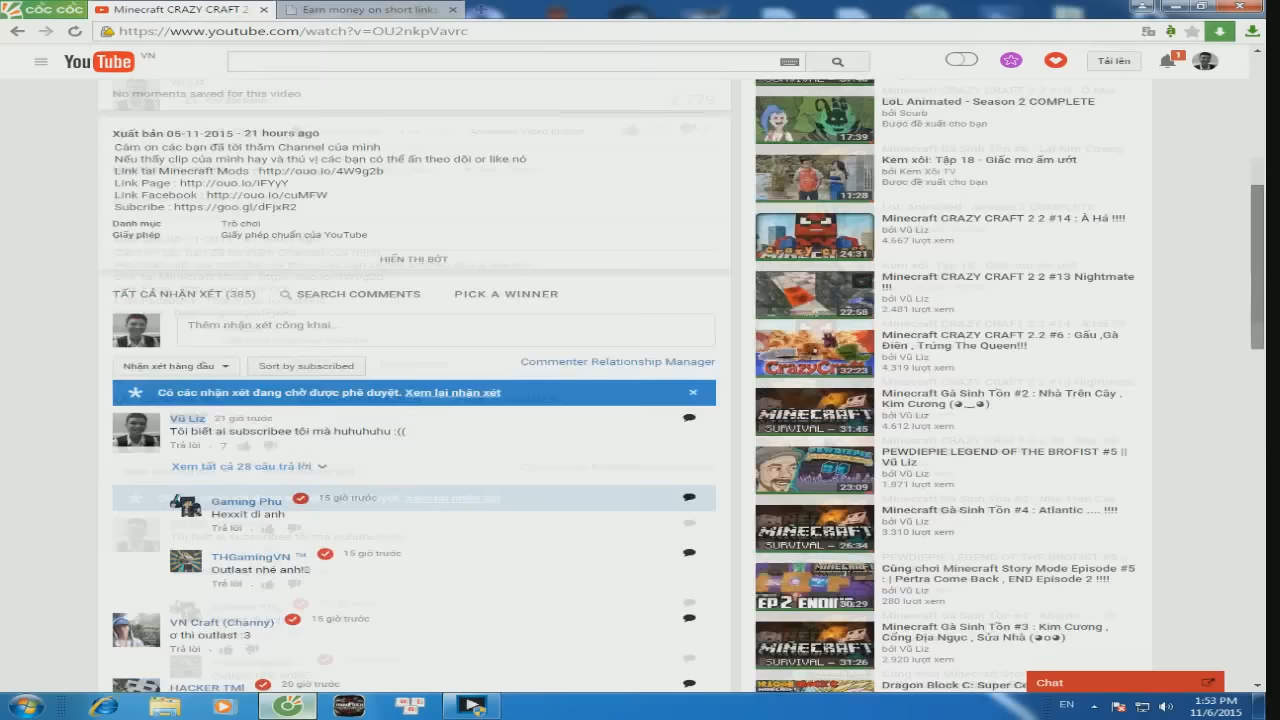 cốc cốc
Minecraft CRAZY CRAFT 2
Earn money on short links
https://www.youtube.com/watch?v=OU2nkpVavrc
YouTube VN
Tải lên
1
No moments saved for this video
Xuất bản 05-11-2015 - 21 hours ago
Cảm ơn các bạn đã tới thăm Channel của mình
Nếu thấy clip của mình hay và thú vị các bạn có thể ấn theo dõi or like nó
Link tai Minecraft Mods : http://ouo.io/4W9g2b
Link Page : http://ouo.io/iFYyY
Link Facebook : http://ouo.io/cuMFW
Subcribe : https://goo.gl/dFjxR2
Danh mục Trò chơi
Giấy phép Giấy phép chuẩn của YouTube
HIỂN THỊ BỚT
TẤT CẢ NHẬN XÉT (385) SEARCH COMMENTS PICK A WINNER
Thêm nhận xét công khai...
Commenter Relationship Manager
Nhận xét hàng đầu Sort by subscribed
Có các nhận xét đang chờ được phê duyệt. Xem lại nhận xét
Vũ Liz 21 giờ trước
Tôi biết ai subscribee tôi mà huhuhuhu :((
Trả lời · 7
Xem tất cả 28 câu trả lời
Gaming Phu 15 giờ trước
Hexxit di anh
Trả lời
THGamingVN ™ 15 giờ trước
Outlast nhé anh!
Trả lời
VN Craft (Channy) 15 giờ trước
ơ thi outlast :3
Trả lời
HACKER TMI 20 giờ trước
LoL Animated - Season 2 COMPLETE
bởi Scurb
Được đề xuất cho bạn
17:39
Kem xôi: Tập 18 - Giấc mơ ẩm ướt
bởi Kem Xôi TV
Được đề xuất cho bạn
11:28
Minecraft CRAZY CRAFT 2 2 #14 : À Há !!!!
bởi Vũ Liz
4.667 lượt xem
24:31
Minecraft CRAZY CRAFT 2 2 #13 Nightmate
!!!
bởi Vũ Liz
2.481 lượt xem
22:58
Minecraft CRAZY CRAFT 2.2 #6 : Gấu ,Gà
Điên , Trứng The Queen!!!
bởi Vũ Liz
4.319 lượt xem
CrazyCraft
32:23
Minecraft Gà Sinh Tồn #2 : Nhà Trên Cây ,
Kim Cương (◕‿◕)
bởi Vũ Liz
4.612 lượt xem
MINECRAFT
SURVIVAL – 31:45
PEWDIEPIE LEGEND OF THE BROFIST #5 ||
Vũ Liz
bởi Vũ Liz
1.871 lượt xem
23:09
Minecraft Gà Sinh Tồn #4 : Atlantic .... !!!!
bởi Vũ Liz
3.310 lượt xem
MINECRAFT
SURVIVAL – 26:34
Cùng chơi Minecraft Story Mode Episode #5
: | Pertra Come Back , END Episode 2 !!!!
bởi Vũ Liz
280 lượt xem
MINECRAFT
EP 2 ENDING
30:29
Minecraft Gà Sinh Tồn #3 : Kim Cương ,
Cổng Địa Ngục , Sửa Nhà (◕ʋ◕)
bởi Vũ Liz
2.920 lượt xem
MINECRAFT
SURVIVAL – 31:26
Dragon Block C: Super
Chat
EN
1:53 PM
11/6/2015